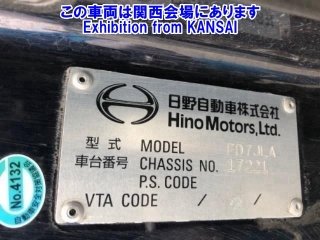 この車両は関西会場にあります
Exhibition from KANSAI
日野自動車株式会社
Hino Motors, Ltd.
型式 MODEL FD7JLA
車台番号 CHASSIS NO. 17221
P.S. CODE
VTA CODE / /
No.4132